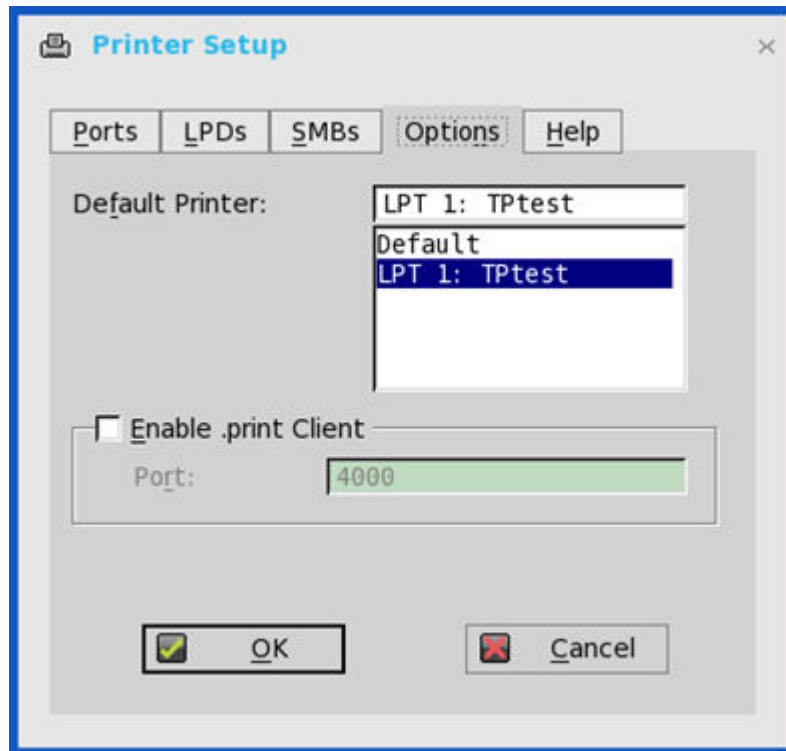 Printer Setup
Ports LPDs SMBs Options Help
Default Printer: LPT 1: TPtest
Default
LPT 1: TPtest
Enable .print Client
Port: 4000
OK Cancel